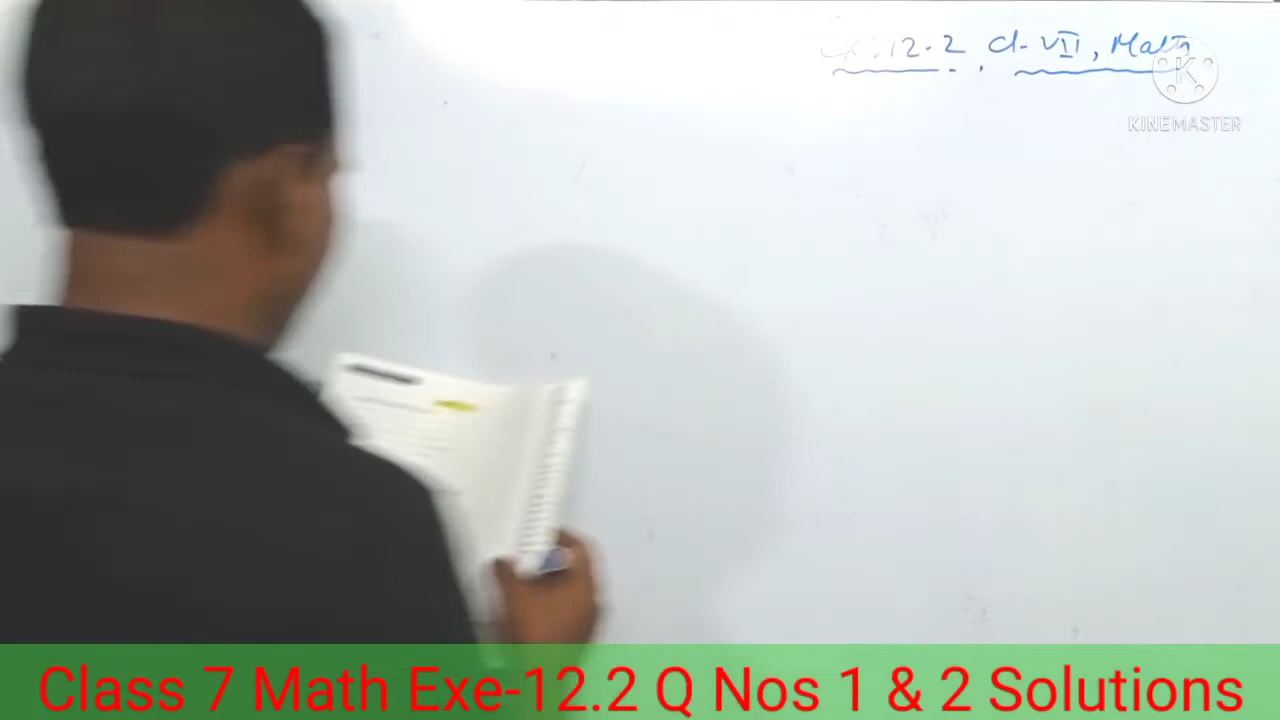 12.2, Cl-VII, Math
KINEMASTER
Class 7 Math Exe-12.2 Q Nos 1 & 2 Solutions